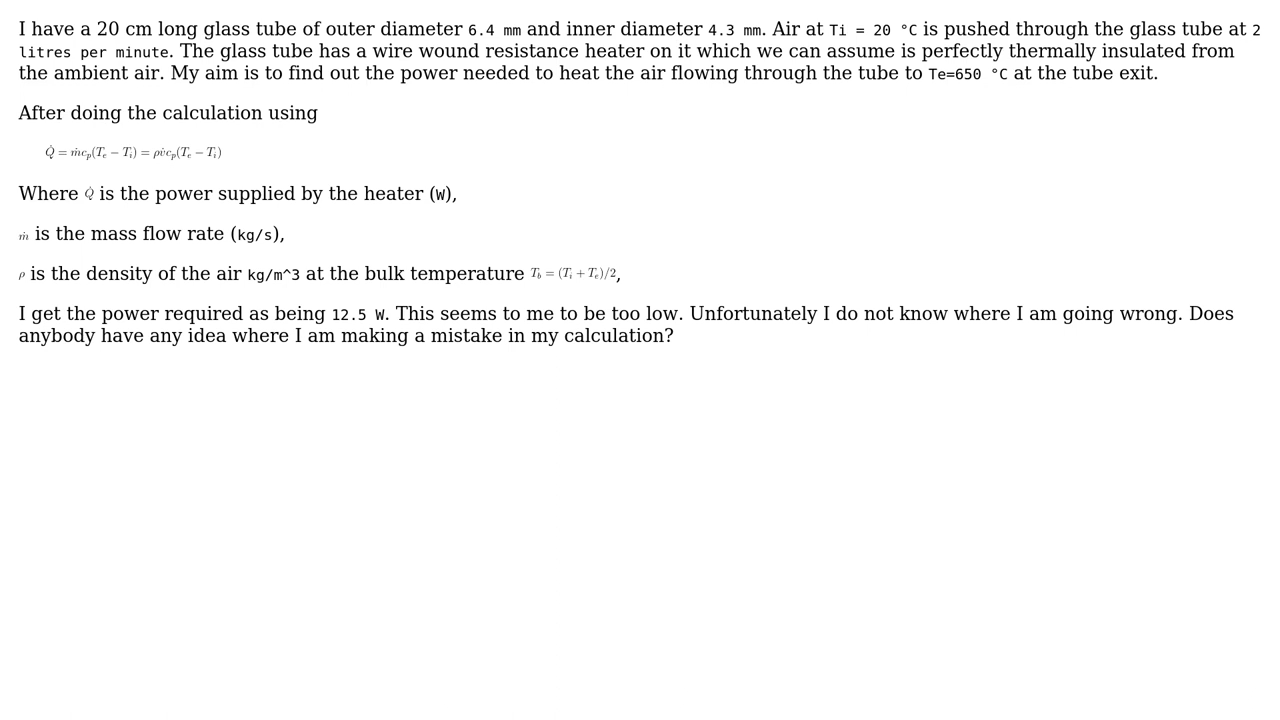 I have a 20 cm long glass tube of outer diameter 6.4 mm and inner diameter 4.3 mm. Air at Ti = 20 °C is pushed through the glass tube at 2
litres per minute. The glass tube has a wire wound resistance heater on it which we can assume is perfectly thermally insulated from
the ambient air. My aim is to find out the power needed to heat the air flowing through the tube to Te=650 °C at the tube exit.
After doing the calculation using
Q̇ = ṁc_p(T_e − T_i) = ρv̇c_p(T_e − T_i)
Where Q̇ is the power supplied by the heater (W),
ṁ is the mass flow rate (kg/s),
ρ is the density of the air kg/m^3 at the bulk temperature T_b = (T_i + T_e)/2,
I get the power required as being 12.5 W. This seems to me to be too low. Unfortunately I do not know where I am going wrong. Does
anybody have any idea where I am making a mistake in my calculation?